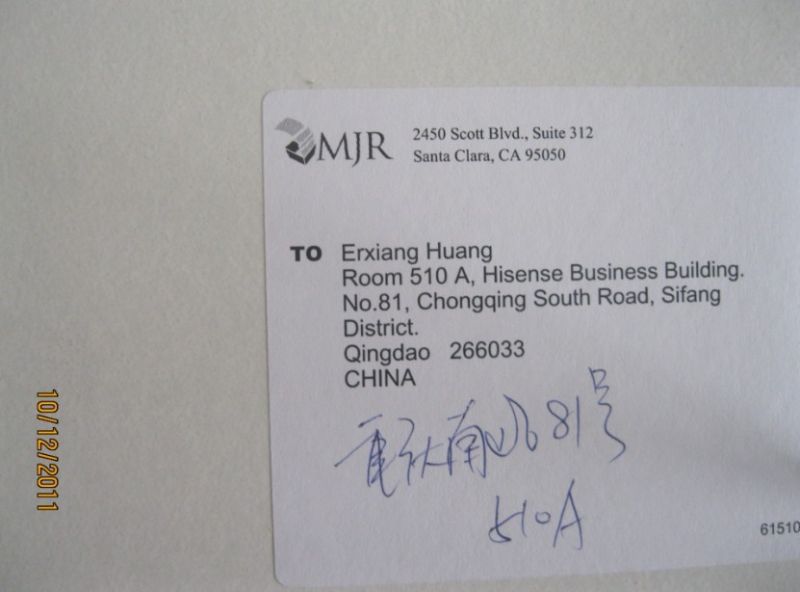 MJR
2450 Scott Blvd., Suite 312
Santa Clara, CA 95050
TO Erxiang Huang
Room 510 A, Hisense Business Building.
No.81, Chongqing South Road, Sifang
District.
Qingdao 266033
CHINA
重庆南路81号
510A
61510
10/12/2011